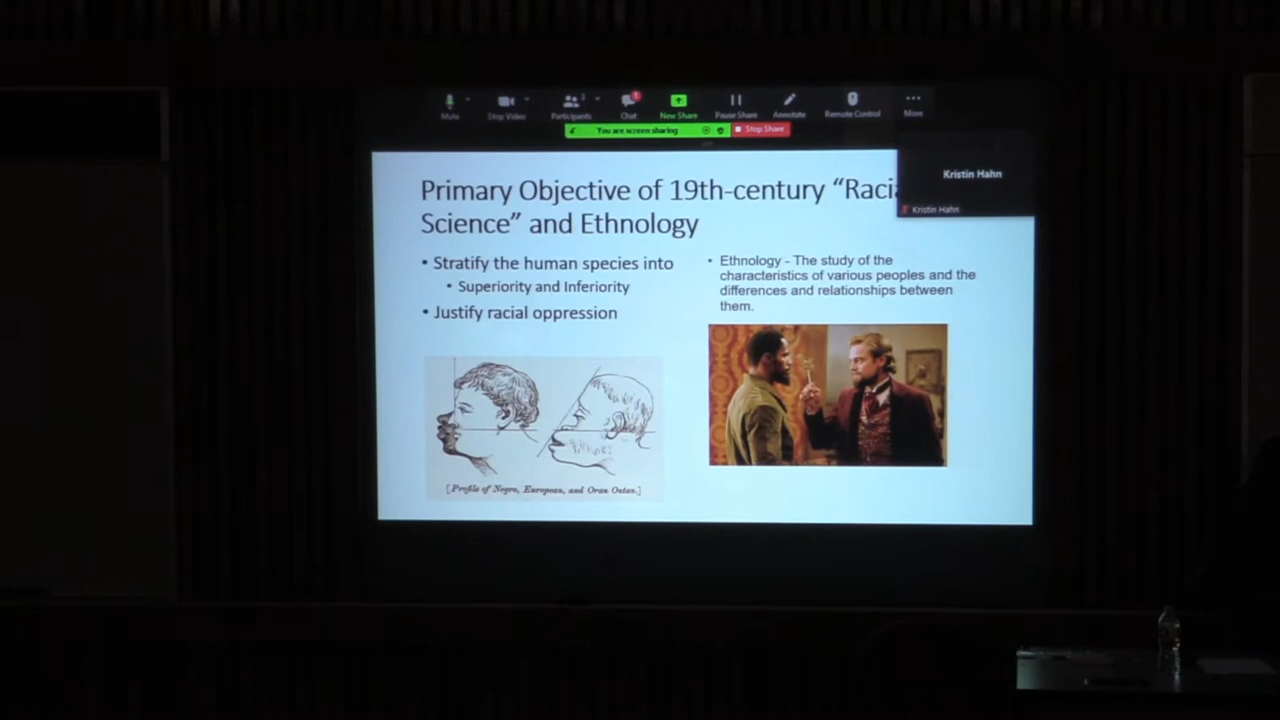 Mute
Stop Video
Participants
3
Chat
1
New Share
Pause Share
Annotate
Remote Control
More
You are screen sharing
Stop Share
Kristin Hahn
Kristin Hahn
Primary Objective of 19th-century “Racia
Science” and Ethnology
• Stratify the human species into
• Superiority and Inferiority
• Justify racial oppression
• Ethnology - The study of the
characteristics of various peoples and the
differences and relationships between
them.
[Profile of Negro, European, and Oran Outan.]